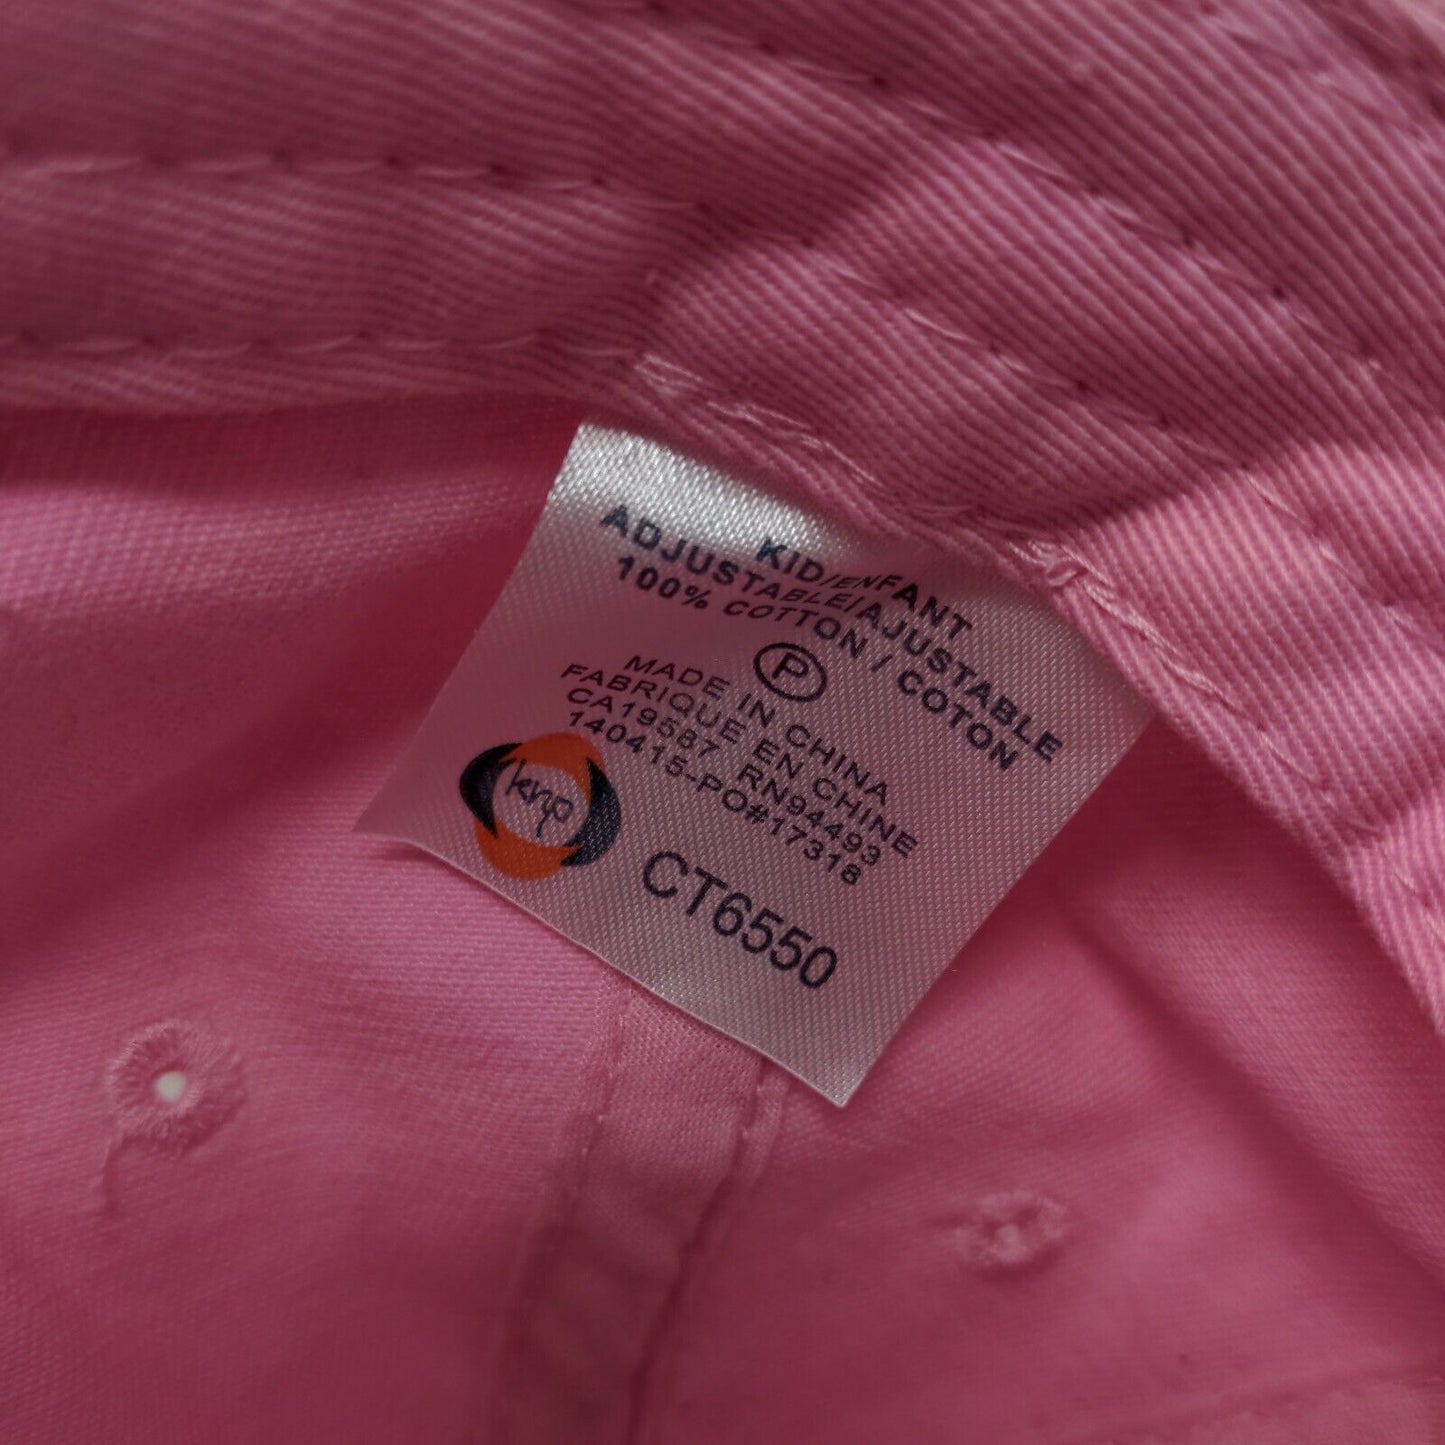 KID/ENFANT
ADJUSTABLE/AJUSTABLE
100% COTTON / COTON
P
MADE IN CHINA
FABRIQUE EN CHINE
CA19587 RN94493
140415-PO#17318
knp
CT6550